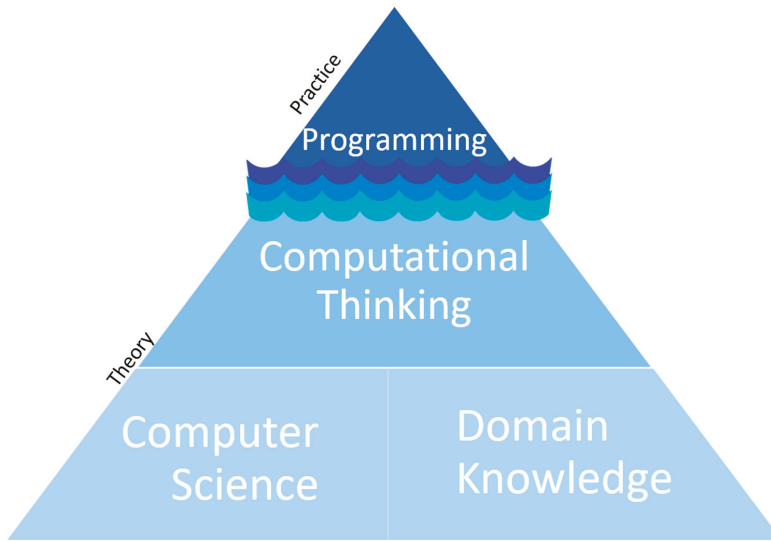 Practice
Programming
Computational
Thinking
Theory
Computer
Science
Domain
Knowledge